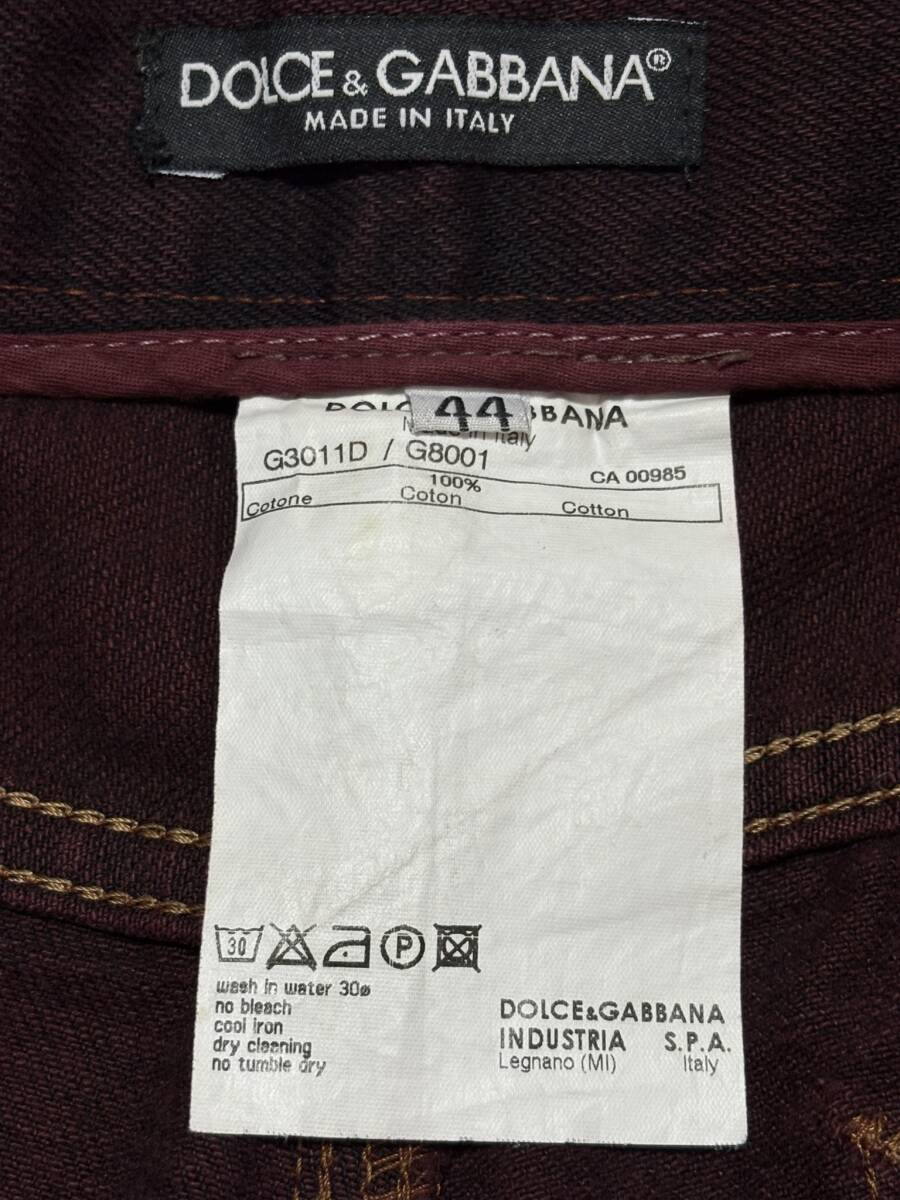 DOLCE & GABBANA®
MADE IN ITALY
44
G3011D / G8001
CA 00985
100%
Cotone Coton Cotton
30 P
wash in water 30ø
no bleach
cool iron
dry cleaning
no tumble dry
DOLCE&GABBANA
INDUSTRIA S.P.A.
Legnano (MI) Italy